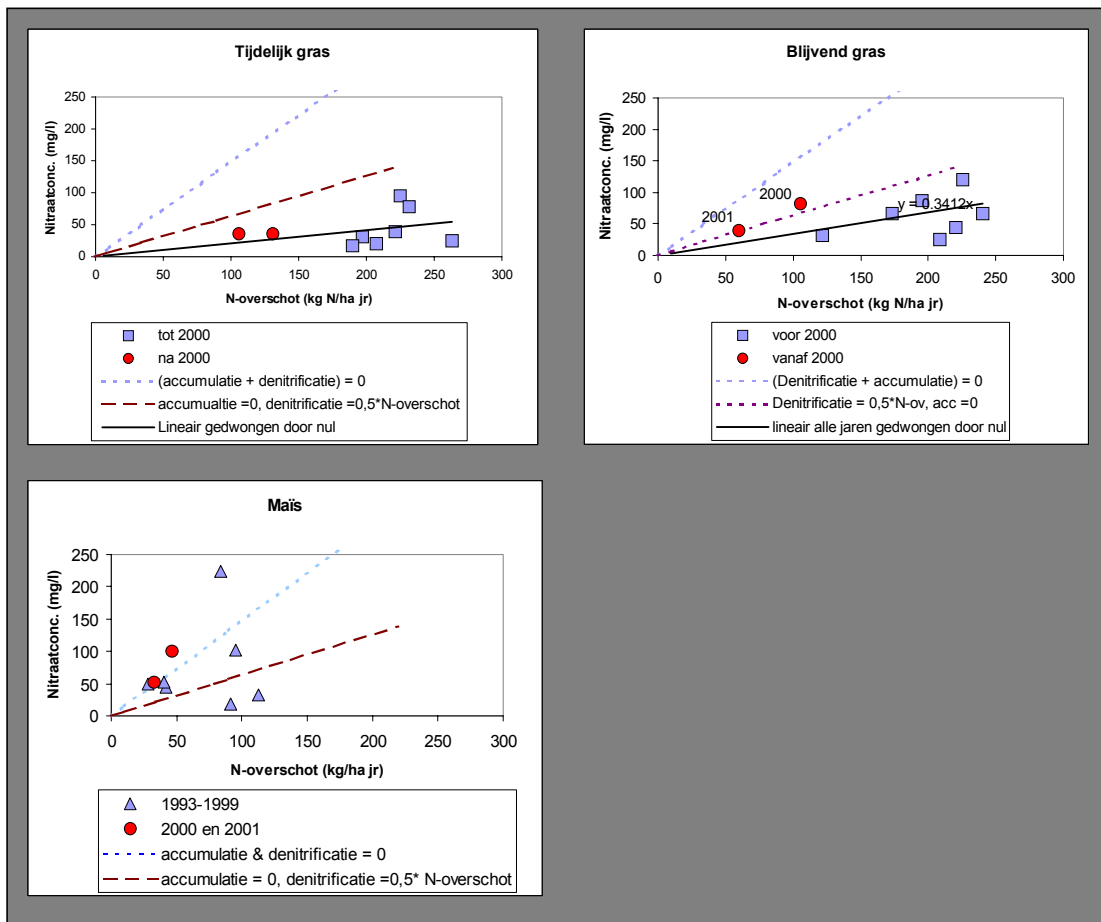 Tijdelijk gras
250
200
150
100
50
0
0 50 100 150 200 250 300
Nitraatconc. (mg/l)
N-overschot (kg N/ha jr)
tot 2000
na 2000
(accumulatie + denitrificatie) = 0
accumualtie =0, denitrificatie =0,5*N-overschot
Lineair gedwongen door nul
Blijvend gras
250
200
150
100
50
0
0 50 100 150 200 250 300
Nitraatconc. (mg/l)
2000
2001
y = 0.3412x
N-overschot (kg N/ha jr)
voor 2000
vanaf 2000
(Denitrificatie + accumulatie) = 0
Denitrificatie = 0,5*N-ov, acc =0
lineair alle jaren gedwongen door nul
Maïs
250
200
150
100
50
0
0 50 100 150 200 250 300
Nitraatconc. (mg/l)
N-overschot (kg/ha jr)
1993-1999
2000 en 2001
accumulatie & denitrificatie = 0
accumulatie = 0, denitrificatie =0,5* N-overschot